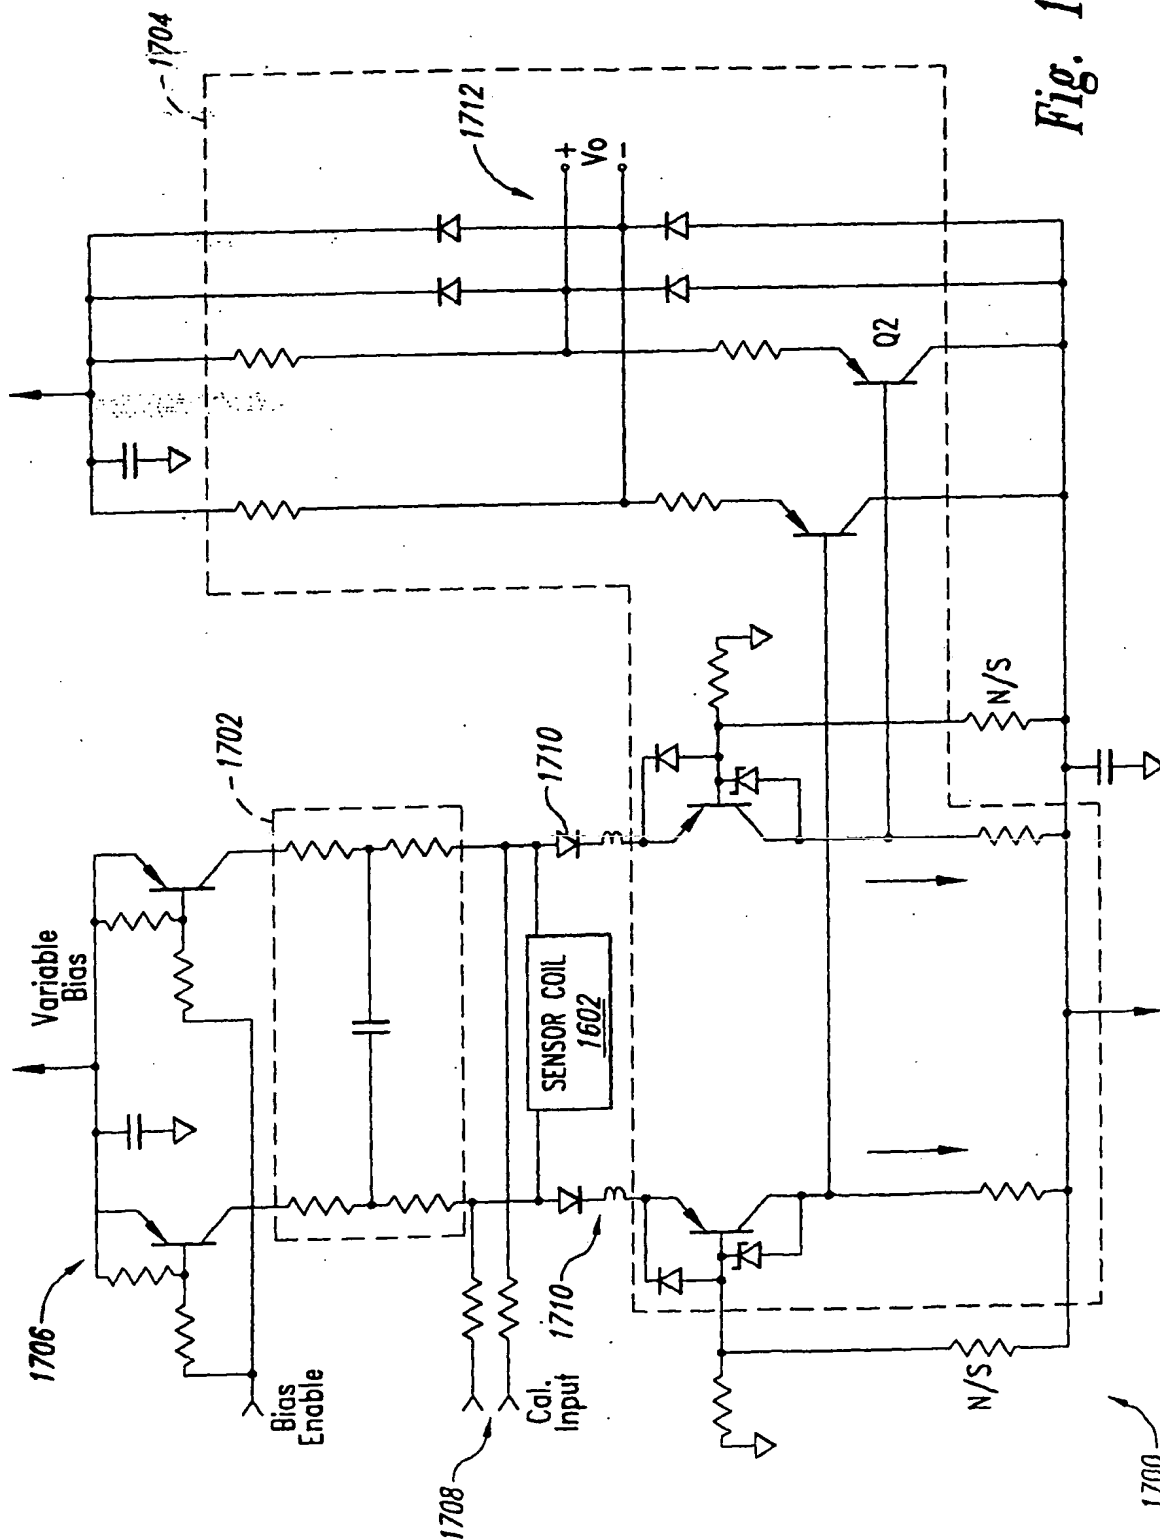 1706
Variable
Bias
Bias
Enable
1702
1704
1712
+
Vo
-
1708
Cal.
Input
1710
1710
SENSOR COIL
1602
Q2
N/S
N/S
1700
Fig. 1